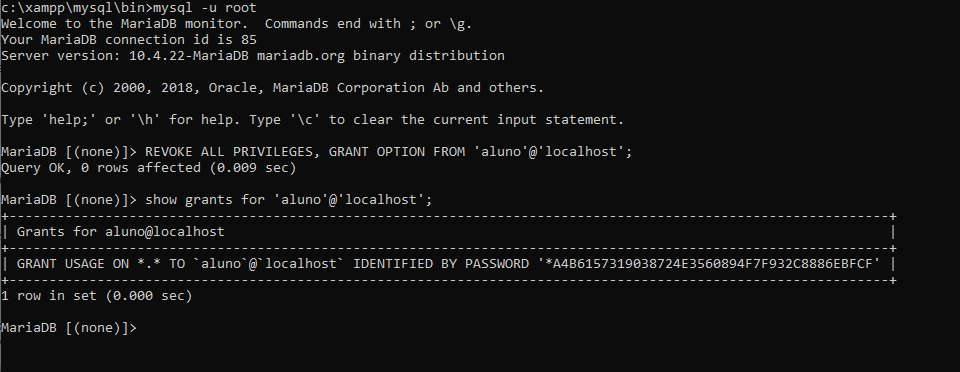 c:\xampp\mysql\bin>mysql -u root
Welcome to the MariaDB monitor.  Commands end with ; or \g.
Your MariaDB connection id is 85
Server version: 10.4.22-MariaDB mariadb.org binary distribution
Copyright (c) 2000, 2018, Oracle, MariaDB Corporation Ab and others.
Type 'help;' or '\h' for help. Type '\c' to clear the current input statement.
MariaDB [(none)]> REVOKE ALL PRIVILEGES, GRANT OPTION FROM 'aluno'@'localhost';
Query OK, 0 rows affected (0.009 sec)
MariaDB [(none)]> show grants for 'aluno'@'localhost';
+--------------------------------------------------------------------------------------------------------------+
| Grants for aluno@localhost                                                                                   |
+--------------------------------------------------------------------------------------------------------------+
| GRANT USAGE ON *.* TO `aluno`@`localhost` IDENTIFIED BY PASSWORD '*A4B6157319038724E3560894F7F932C8886EBFCF' |
+--------------------------------------------------------------------------------------------------------------+
1 row in set (0.000 sec)
MariaDB [(none)]>